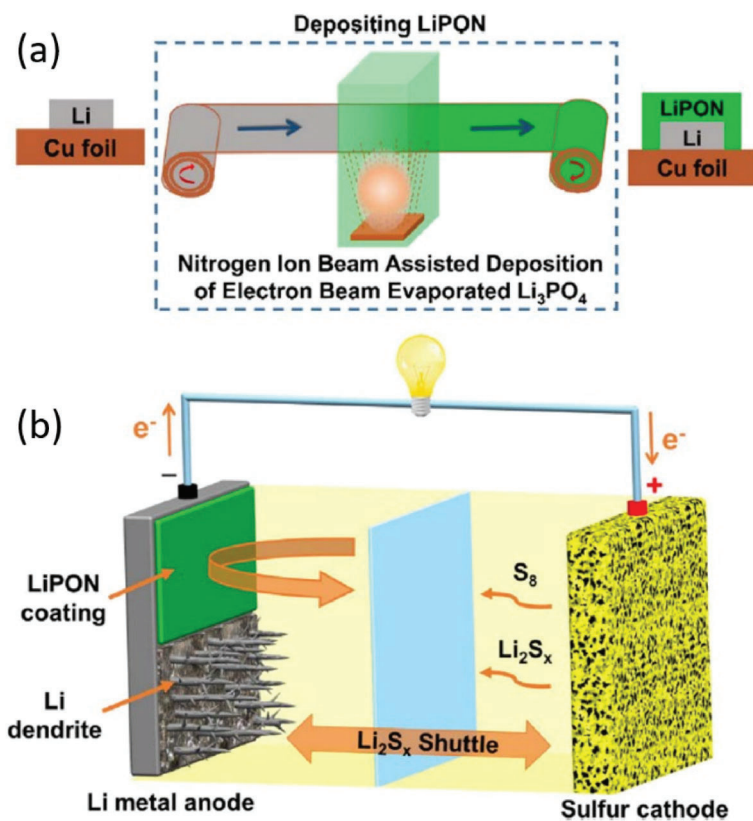 (a)
Depositing LiPON
Li
Cu foil
LiPON
Li
Cu foil
Nitrogen Ion Beam Assisted Deposition
of Electron Beam Evaporated Li₃PO₄
(b)
e⁻
e⁻
–
+
LiPON
coating
S₈
Li₂Sₓ
Li
dendrite
Li₂Sₓ Shuttle
Li metal anode
Sulfur cathode